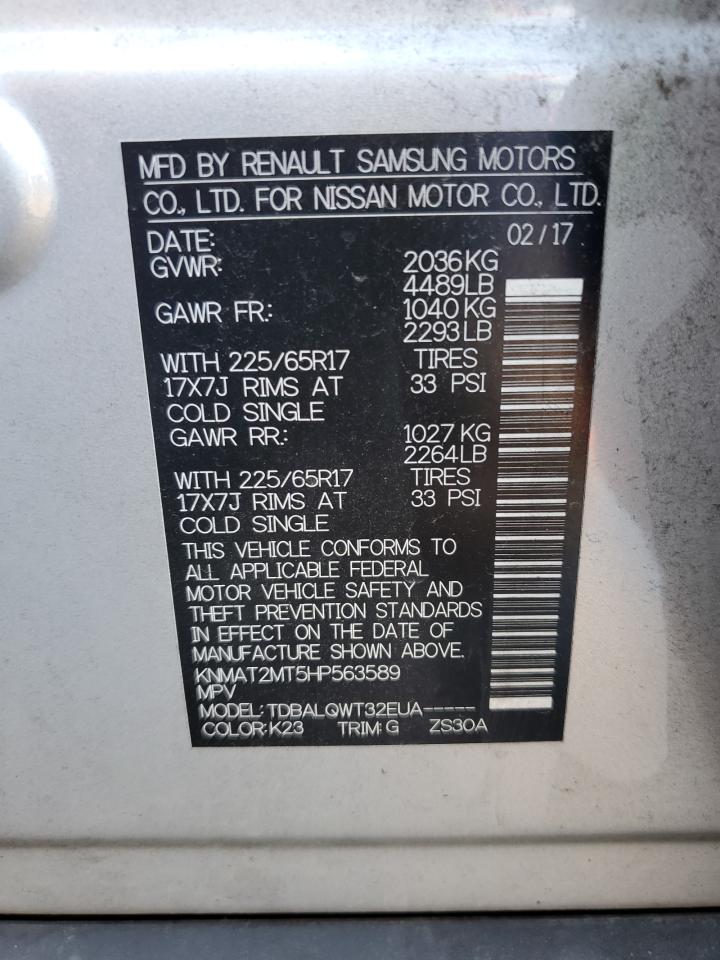 MFD BY RENAULT SAMSUNG MOTORS
CO., LTD. FOR NISSAN MOTOR CO., LTD.
DATE: 02/17
GVWR: 2036KG
4489LB
GAWR FR.: 1040KG
2293LB
WITH 225/65R17 TIRES
17X7J RIMS AT 33 PSI
COLD SINGLE
GAWR RR.: 1027KG
2264LB
WITH 225/65R17 TIRES
17X7J RIMS AT 33 PSI
COLD SINGLE
THIS VEHICLE CONFORMS TO
ALL APPLICABLE FEDERAL
MOTOR VEHICLE SAFETY AND
THEFT PREVENTION STANDARDS
IN EFFECT ON THE DATE OF
MANUFACTURE SHOWN ABOVE.
KNMAT2MT5HP563589
MPV
MODEL:TDBALQWT32EUA-----
COLOR:K23 TRIM:G ZS30A